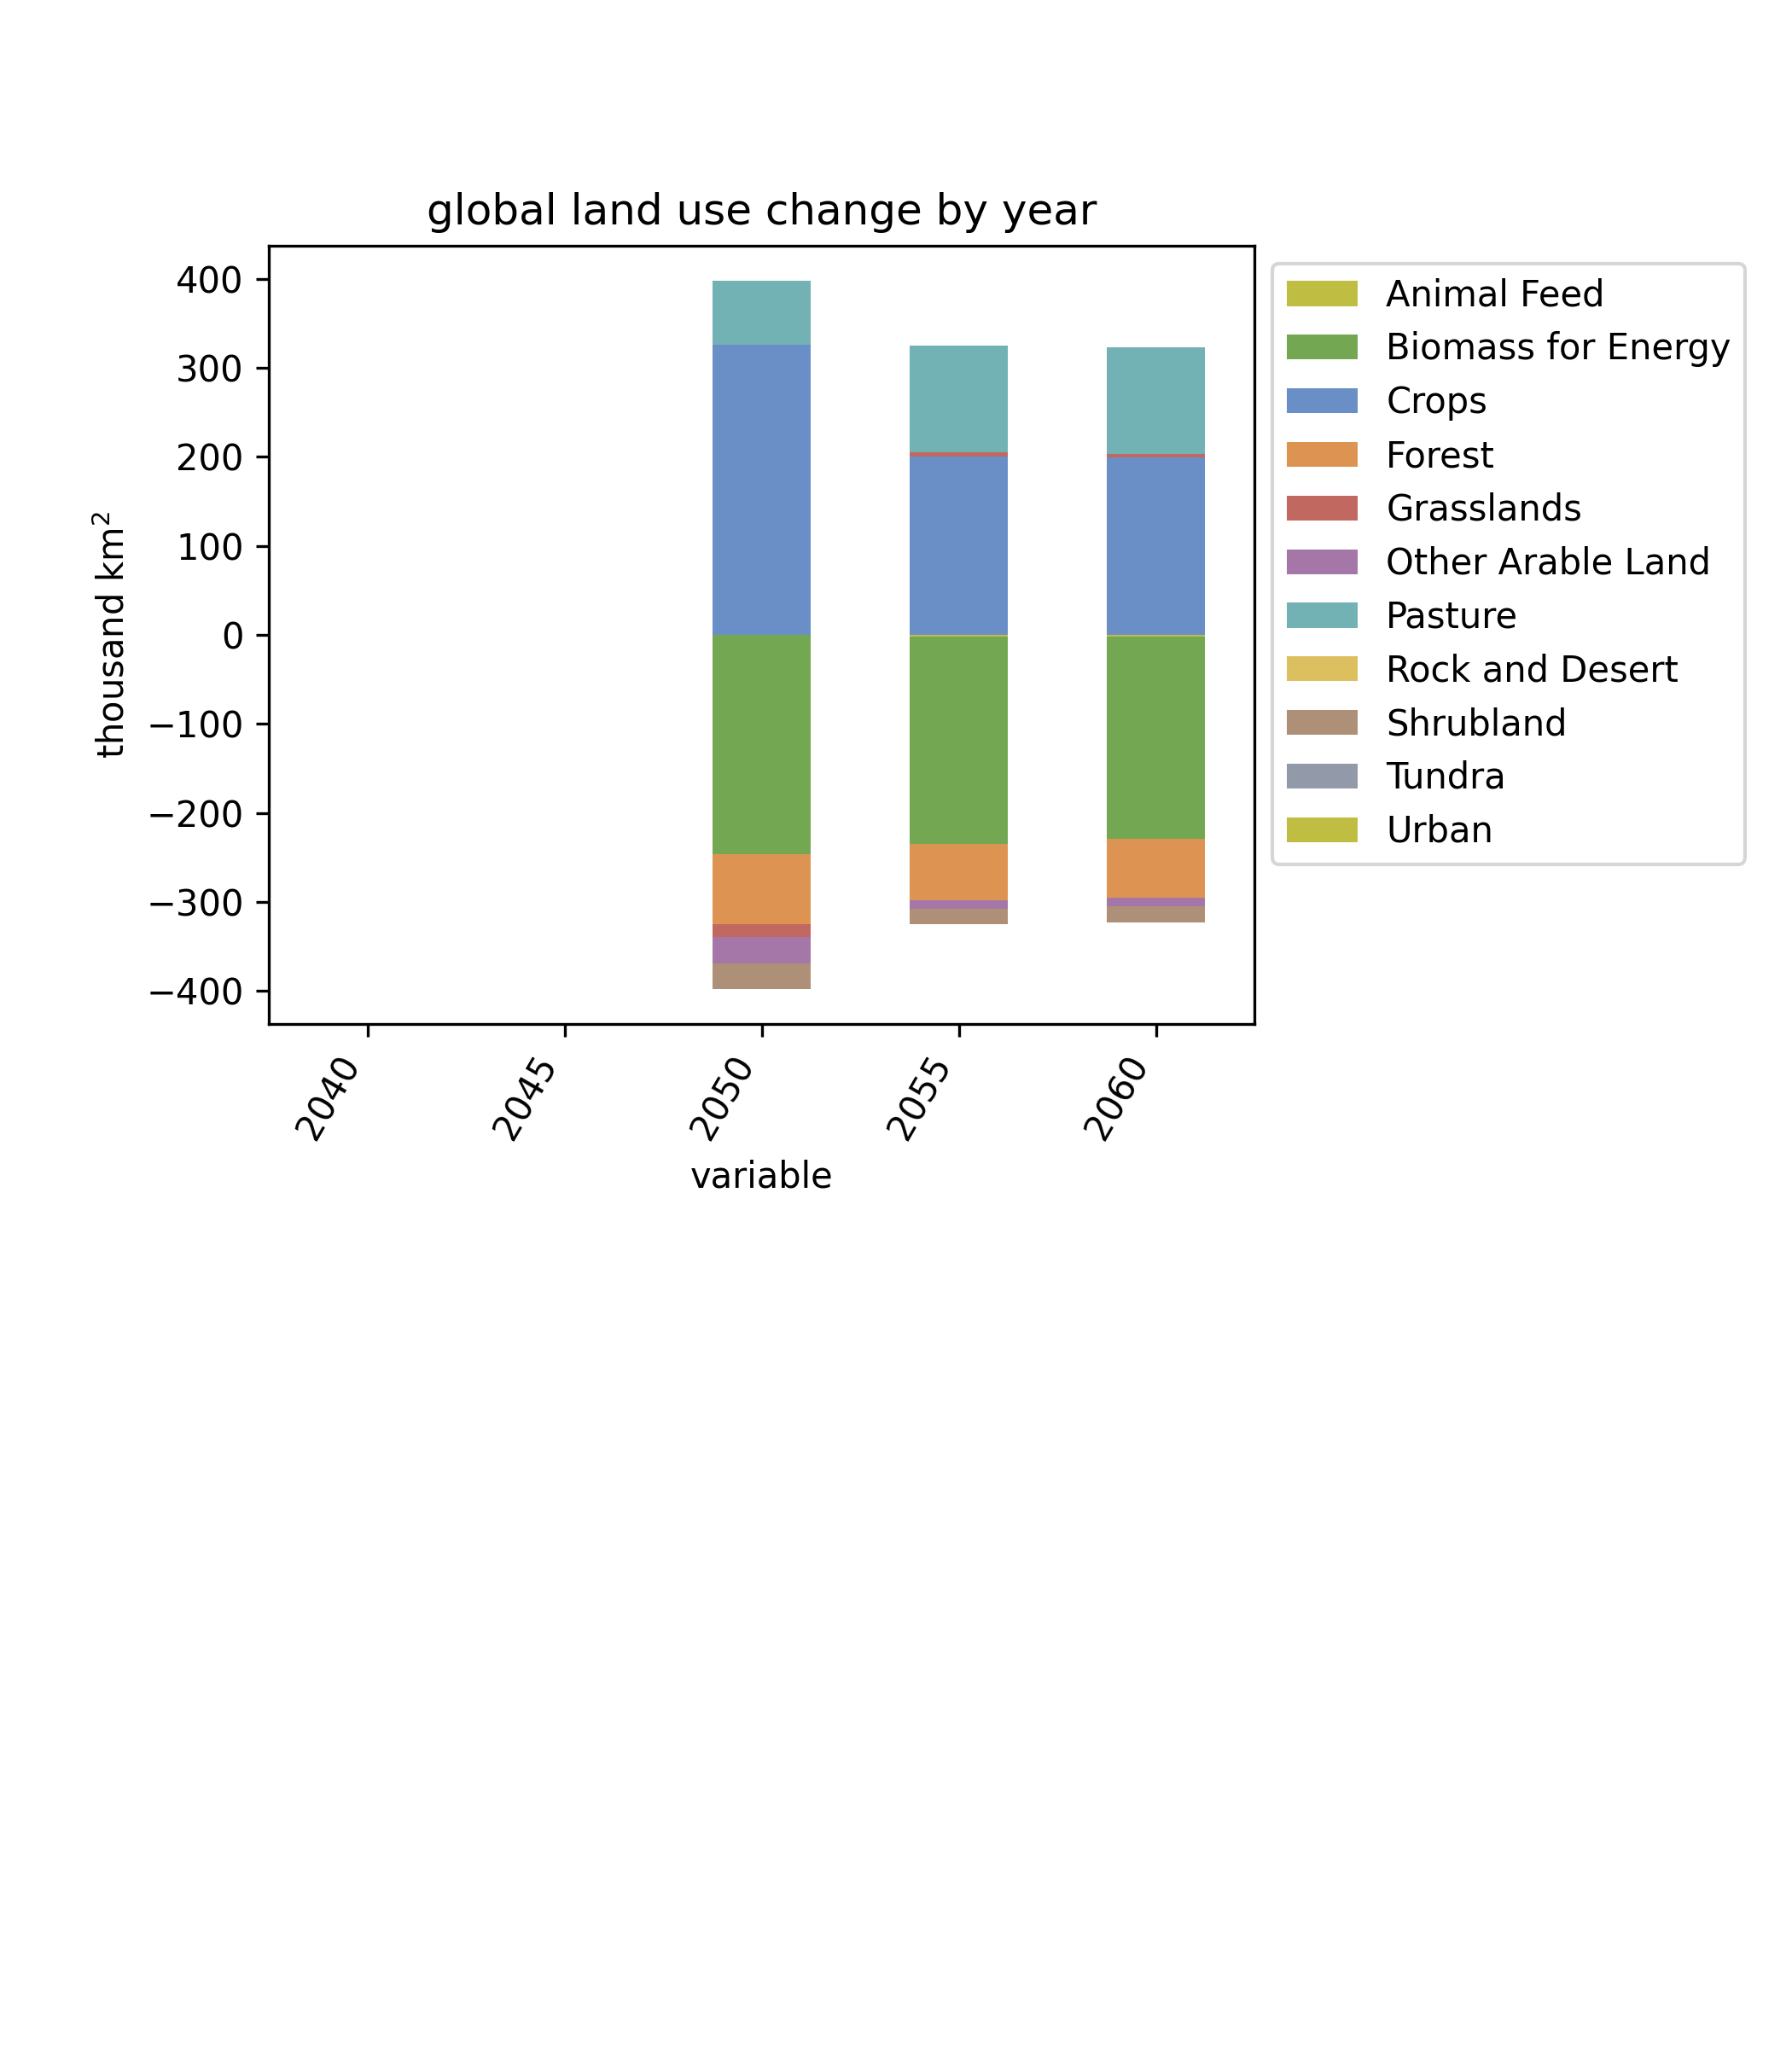 global land use change by year
400
300
200
100
0
−100
−200
−300
−400
thousand km²
2040
2045
2050
2055
2060
variable
Animal Feed
Biomass for Energy
Crops
Forest
Grasslands
Other Arable Land
Pasture
Rock and Desert
Shrubland
Tundra
Urban